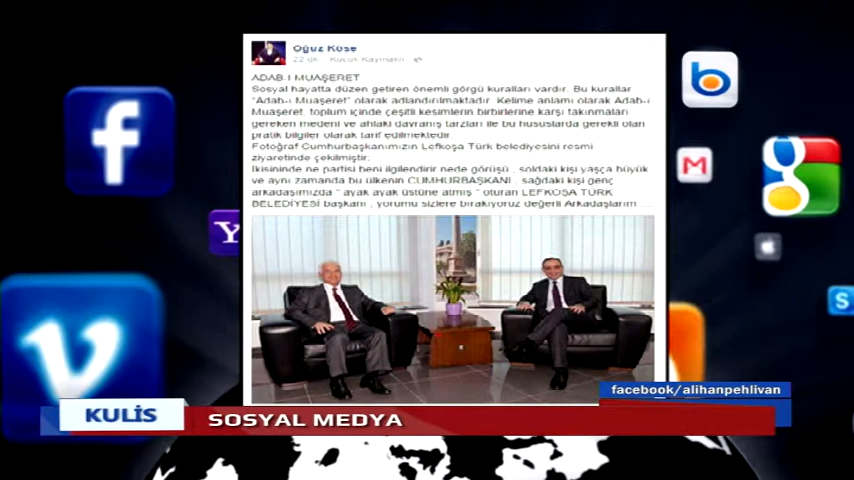 Oğuz Köse
22 dk · Küçük Kaymaklı ·
ADAB-I MUAŞERET
Sosyal hayatta düzen getiren önemli görgü kuralları vardır. Bu kurallar
"Adab-ı Muaşeret" olarak adlandırılmaktadır. Kelime anlamı olarak Adab-ı
Muaşeret, toplum içinde çeşitli kesimlerin birbirlerine karşı takınmaları
gereken medeni ve ahlaki davranış tarzları ile bu hususlarda gerekli olan
pratik bilgiler olarak tarif edilmektedir.
Fotoğraf Cumhurbaşkanımızın Lefkoşa Türk belediyesini resmi
ziyaretinde çekilmiştir;
İkisininde ne partisi beni ilgilendirir nede görüşü , soldaki kişi yaşça büyük
ve aynı zamanda bu ülkenin CUMHURBAŞKANI , sağdaki kişi genç
arkadaşımızda " ayak ayak üstüne atmış " oturan LEFKOŞA TÜRK
BELEDİYESİ başkanı , yorumu sizlere bırakıyoruz değerli Arkadaşlarım ....
facebook/alihanpehlivan
KULİS
SOSYAL MEDYA